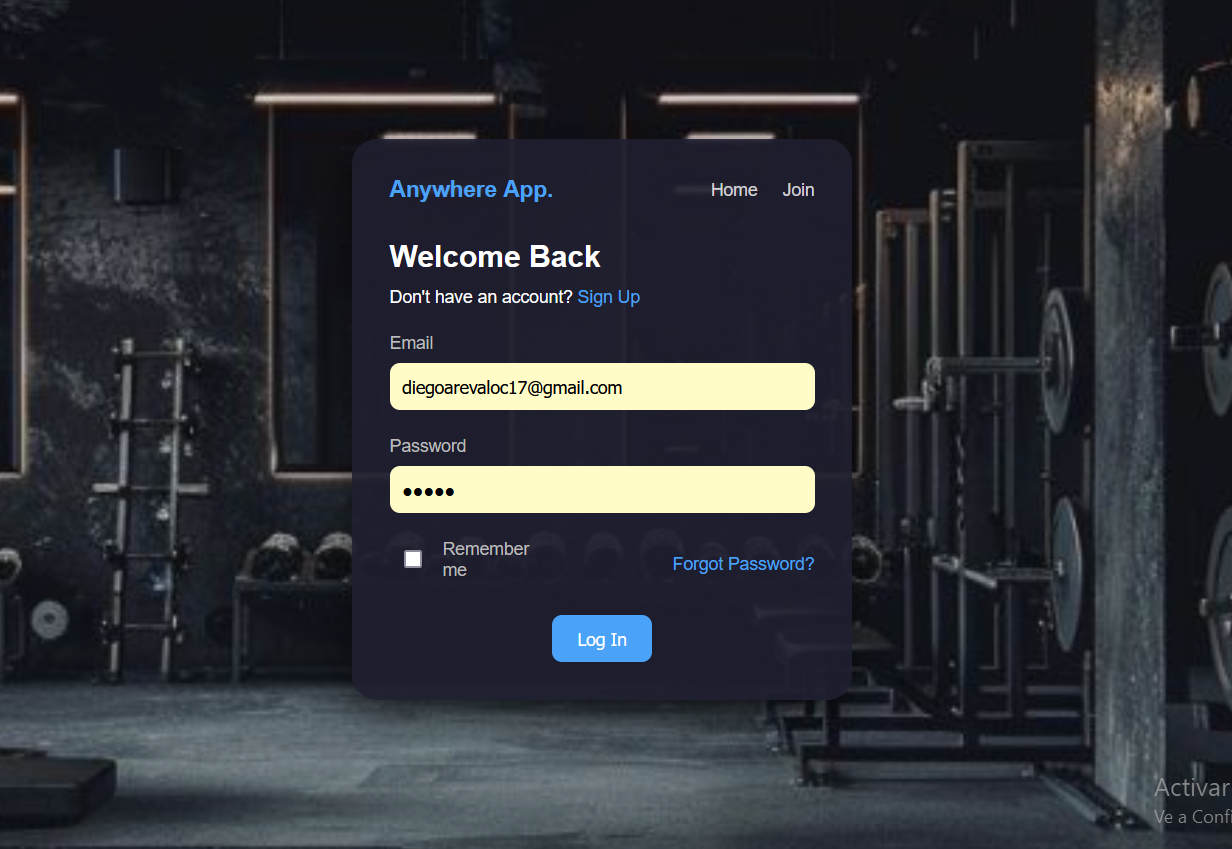 Anywhere App.
Home
Join
Welcome Back
Don't have an account? Sign Up
Email
diegoarevaloc17@gmail.com
Password
•••••
Remember
me
Forgot Password?
Log In
Activar
Ve a Confi